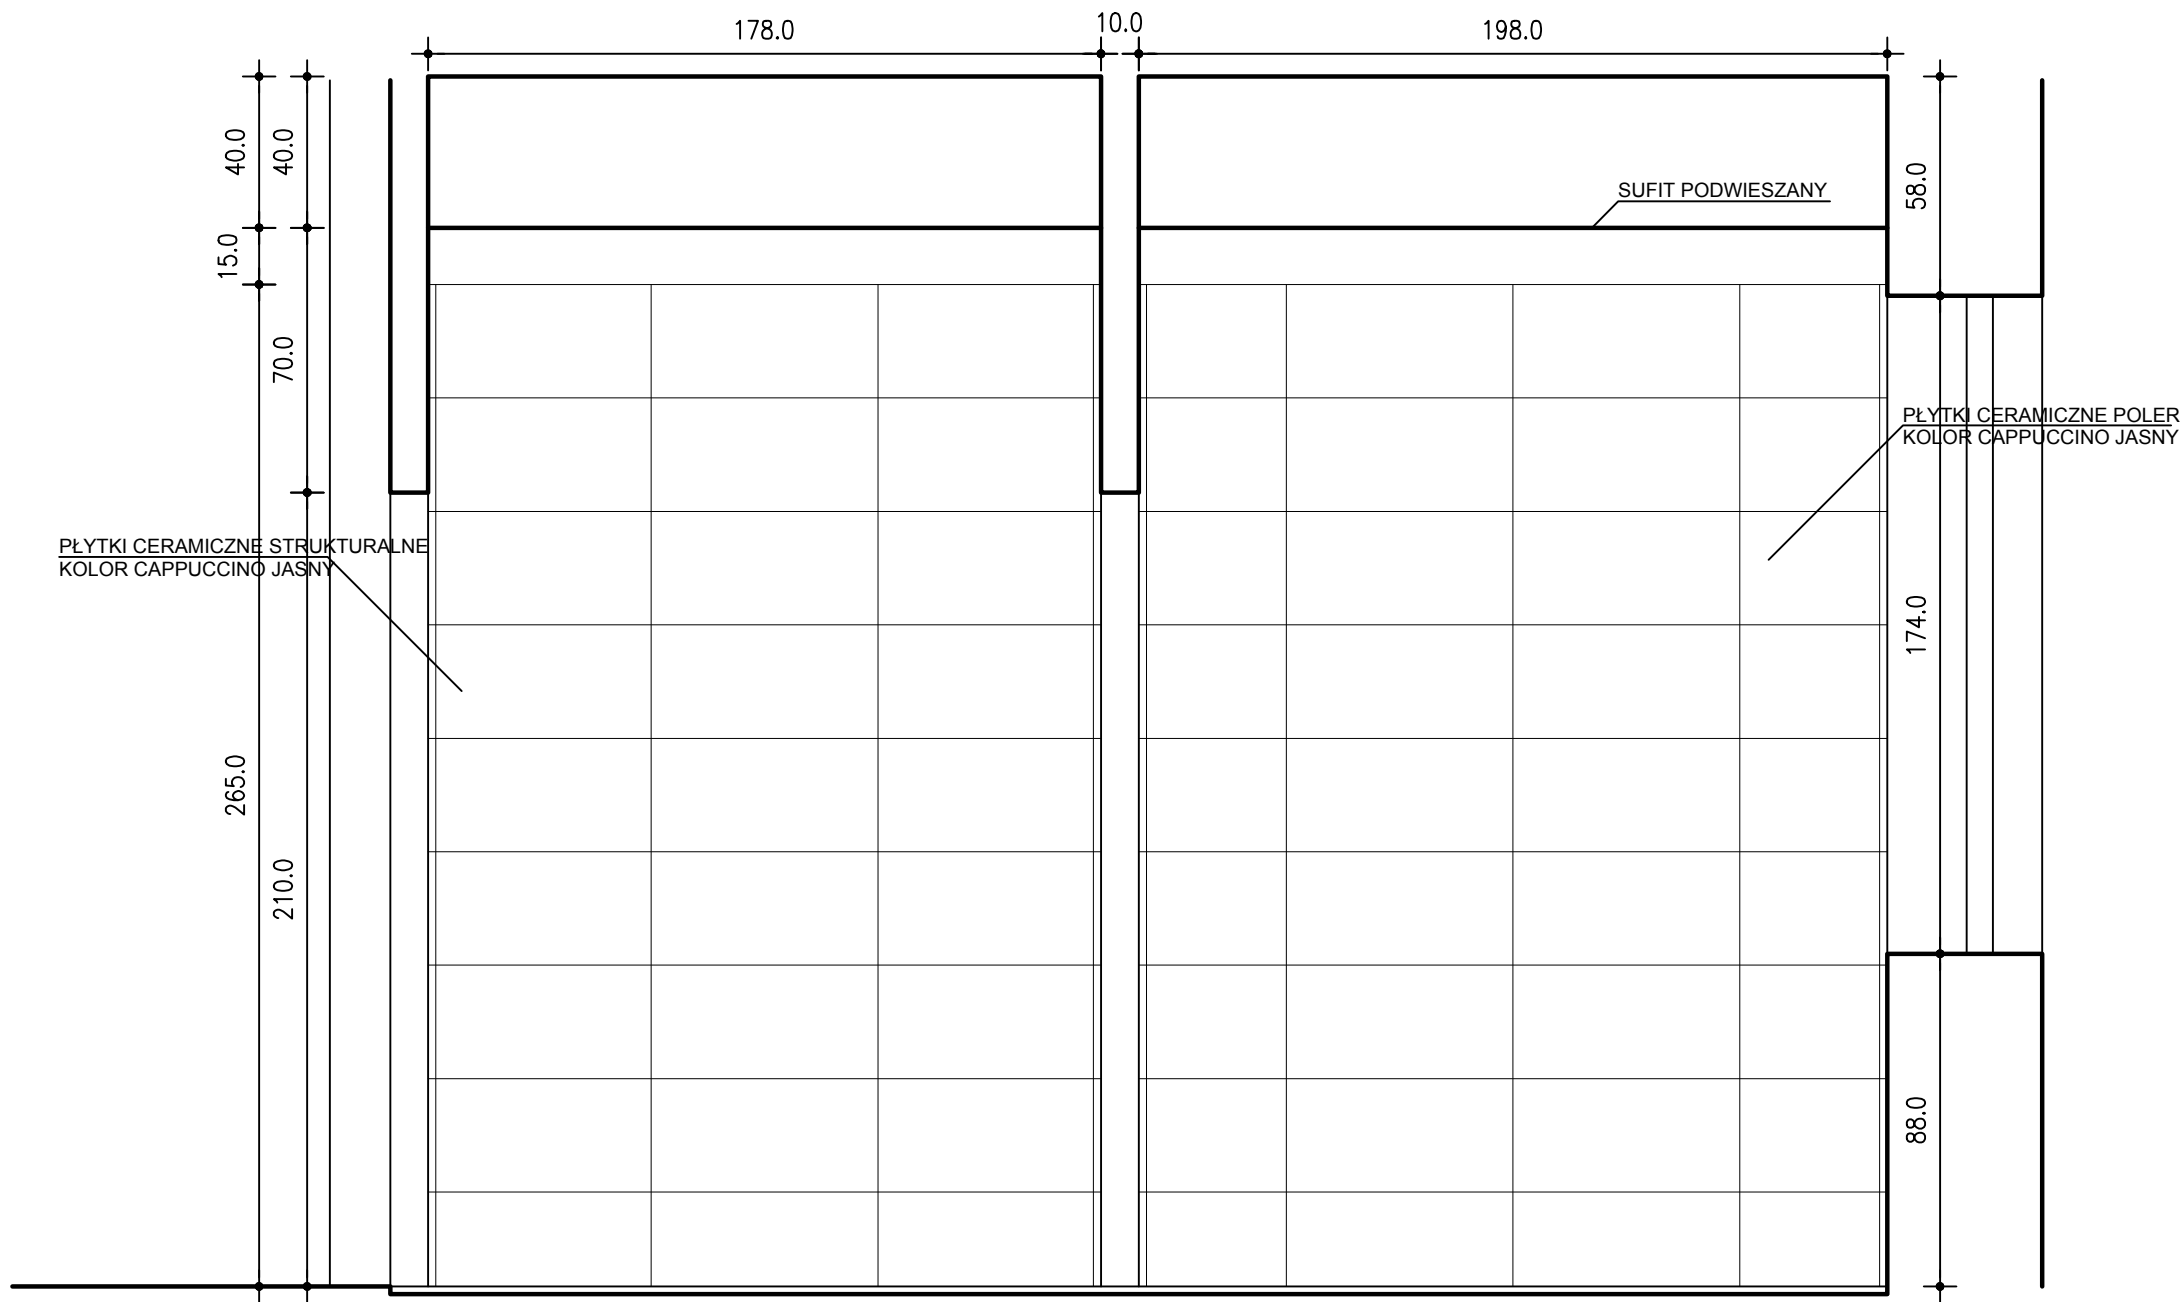 178.0
10.0
198.0
40.0
40.0
58.0
SUFIT PODWIESZANY
15.0
70.0
PŁYTKI CERAMICZNE POLER
KOLOR CAPPUCCINO JASNY
PŁYTKI CERAMICZNE STRUKTURALNE
KOLOR CAPPUCCINO JASNY
174.0
265.0
210.0
88.0